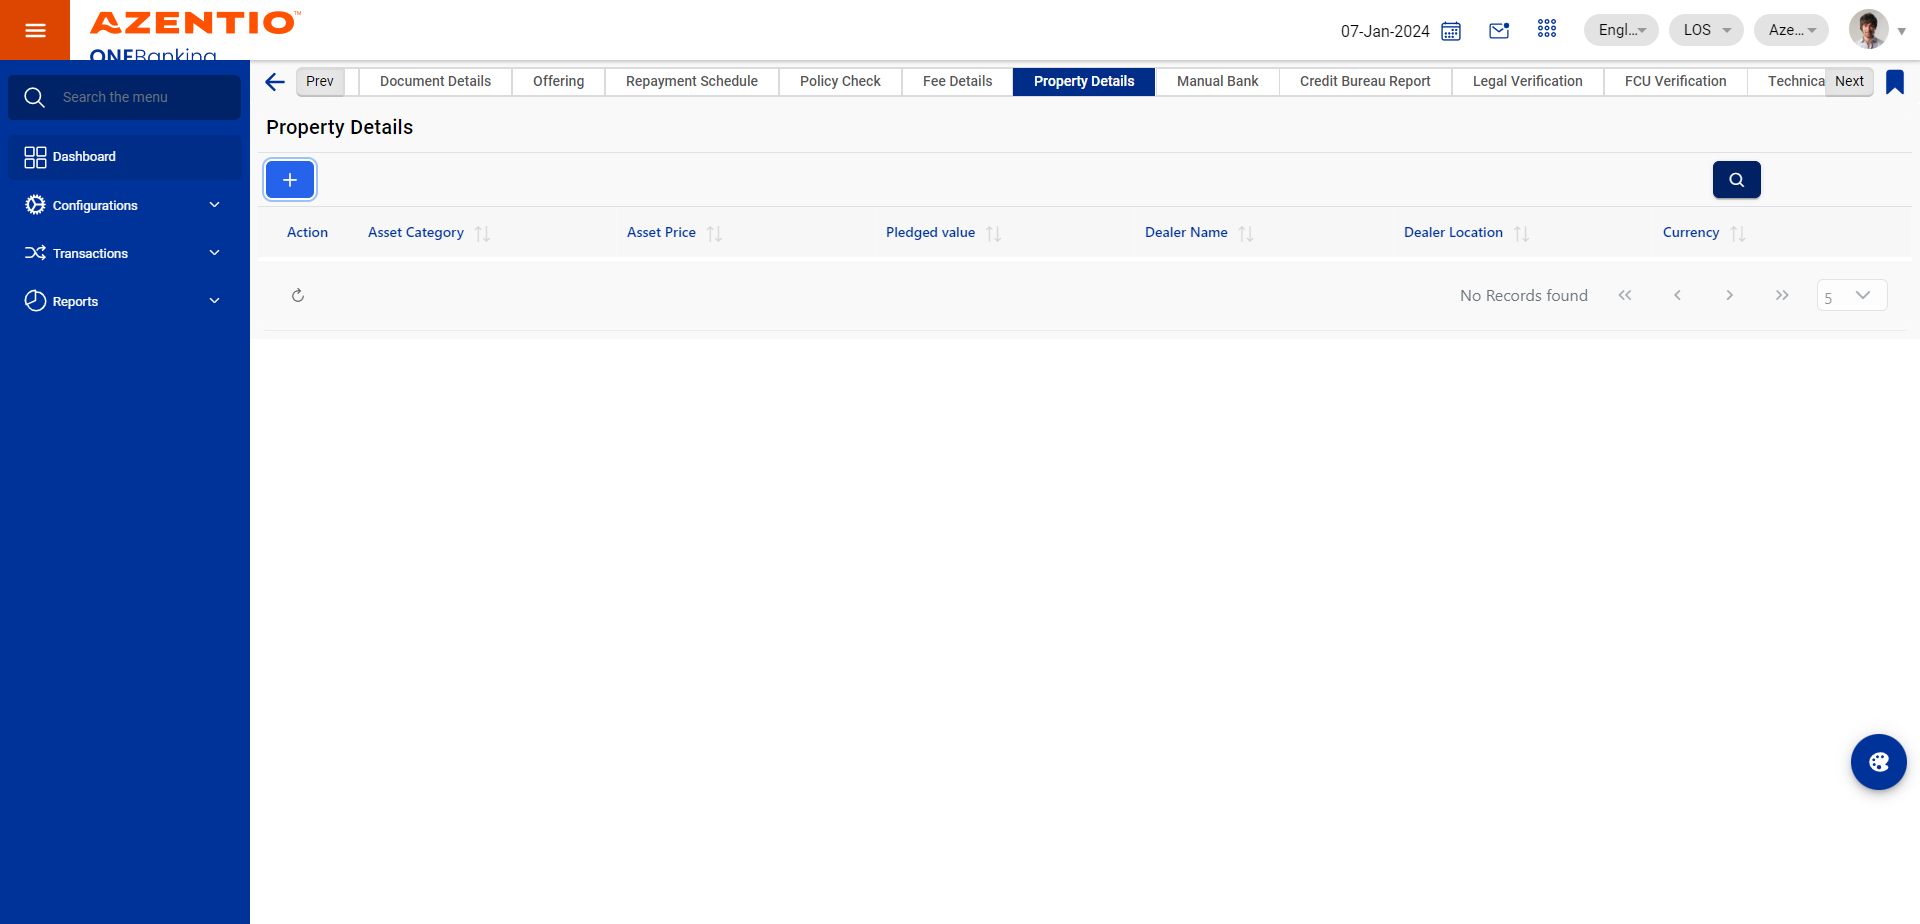 AZENTIO™
ONEBanking
07-Jan-2024
Engl...
LOS
Aze...
Search the menu
Dashboard
Configurations
Transactions
Reports
Prev
Document Details
Offering
Repayment Schedule
Policy Check
Fee Details
Property Details
Manual Bank
Credit Bureau Report
Legal Verification
FCU Verification
Technica
Next
Property Details
Action
Asset Category
Asset Price
Pledged value
Dealer Name
Dealer Location
Currency
No Records found
5